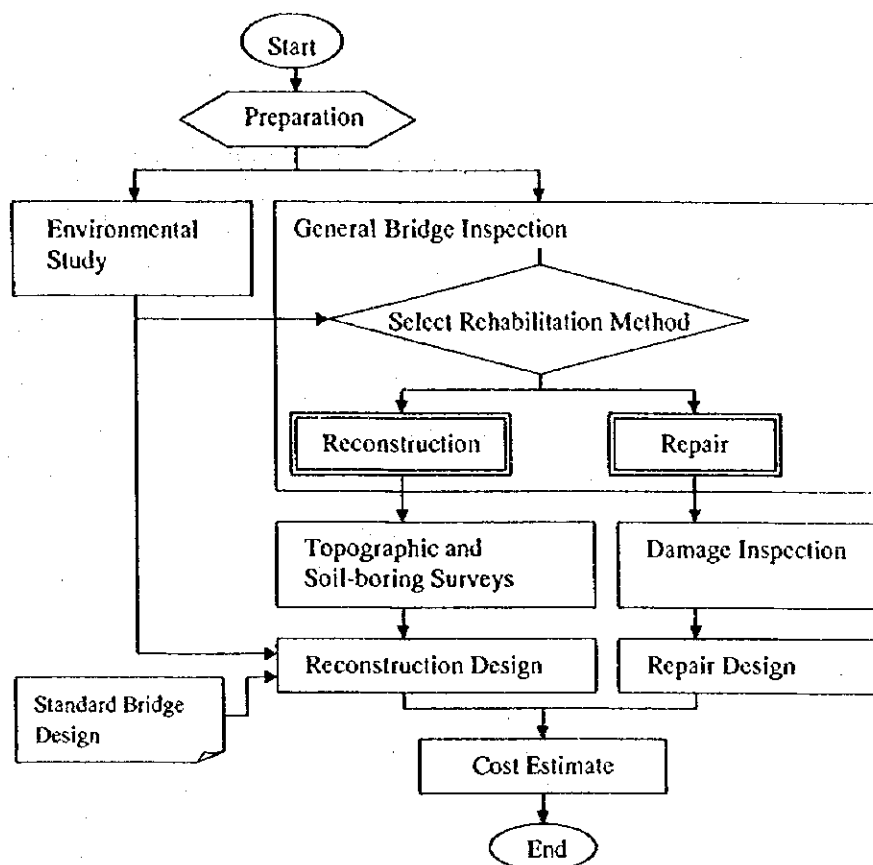 Start
Preparation
Environmental
Study
General Bridge Inspection
Select Rehabilitation Method
Reconstruction
Repair
Topographic and
Soil-boring Surveys
Damage Inspection
Reconstruction Design
Repair Design
Standard Bridge
Design
Cost Estimate
End